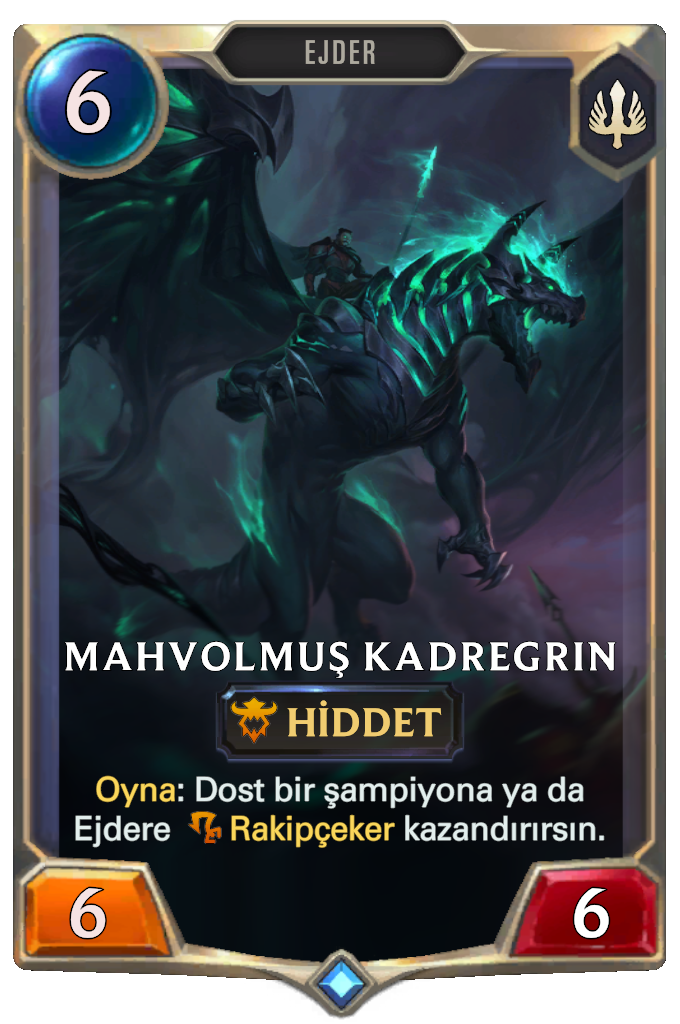 EJDER
6
MAHVOLMUŞ KADREGRIN
HİDDET
Oyna: Dost bir şampiyona ya da
Ejdere Rakipçeker kazandırırsın.
6
6